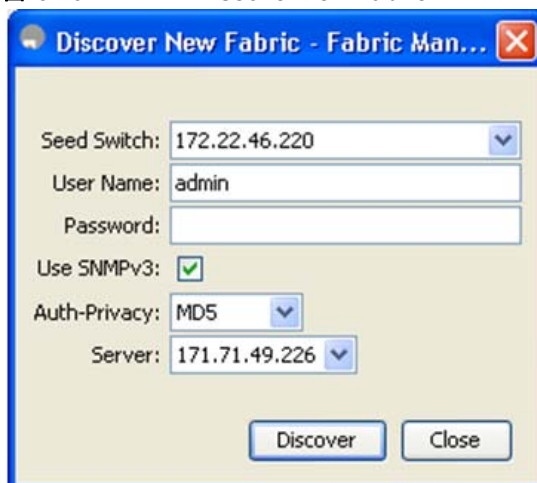 Discover New Fabric - Fabric Man...
Seed Switch: 172.22.46.220
User Name: admin
Password:
Use SNMPv3:
Auth-Privacy: MD5
Server: 171.71.49.226
Discover Close